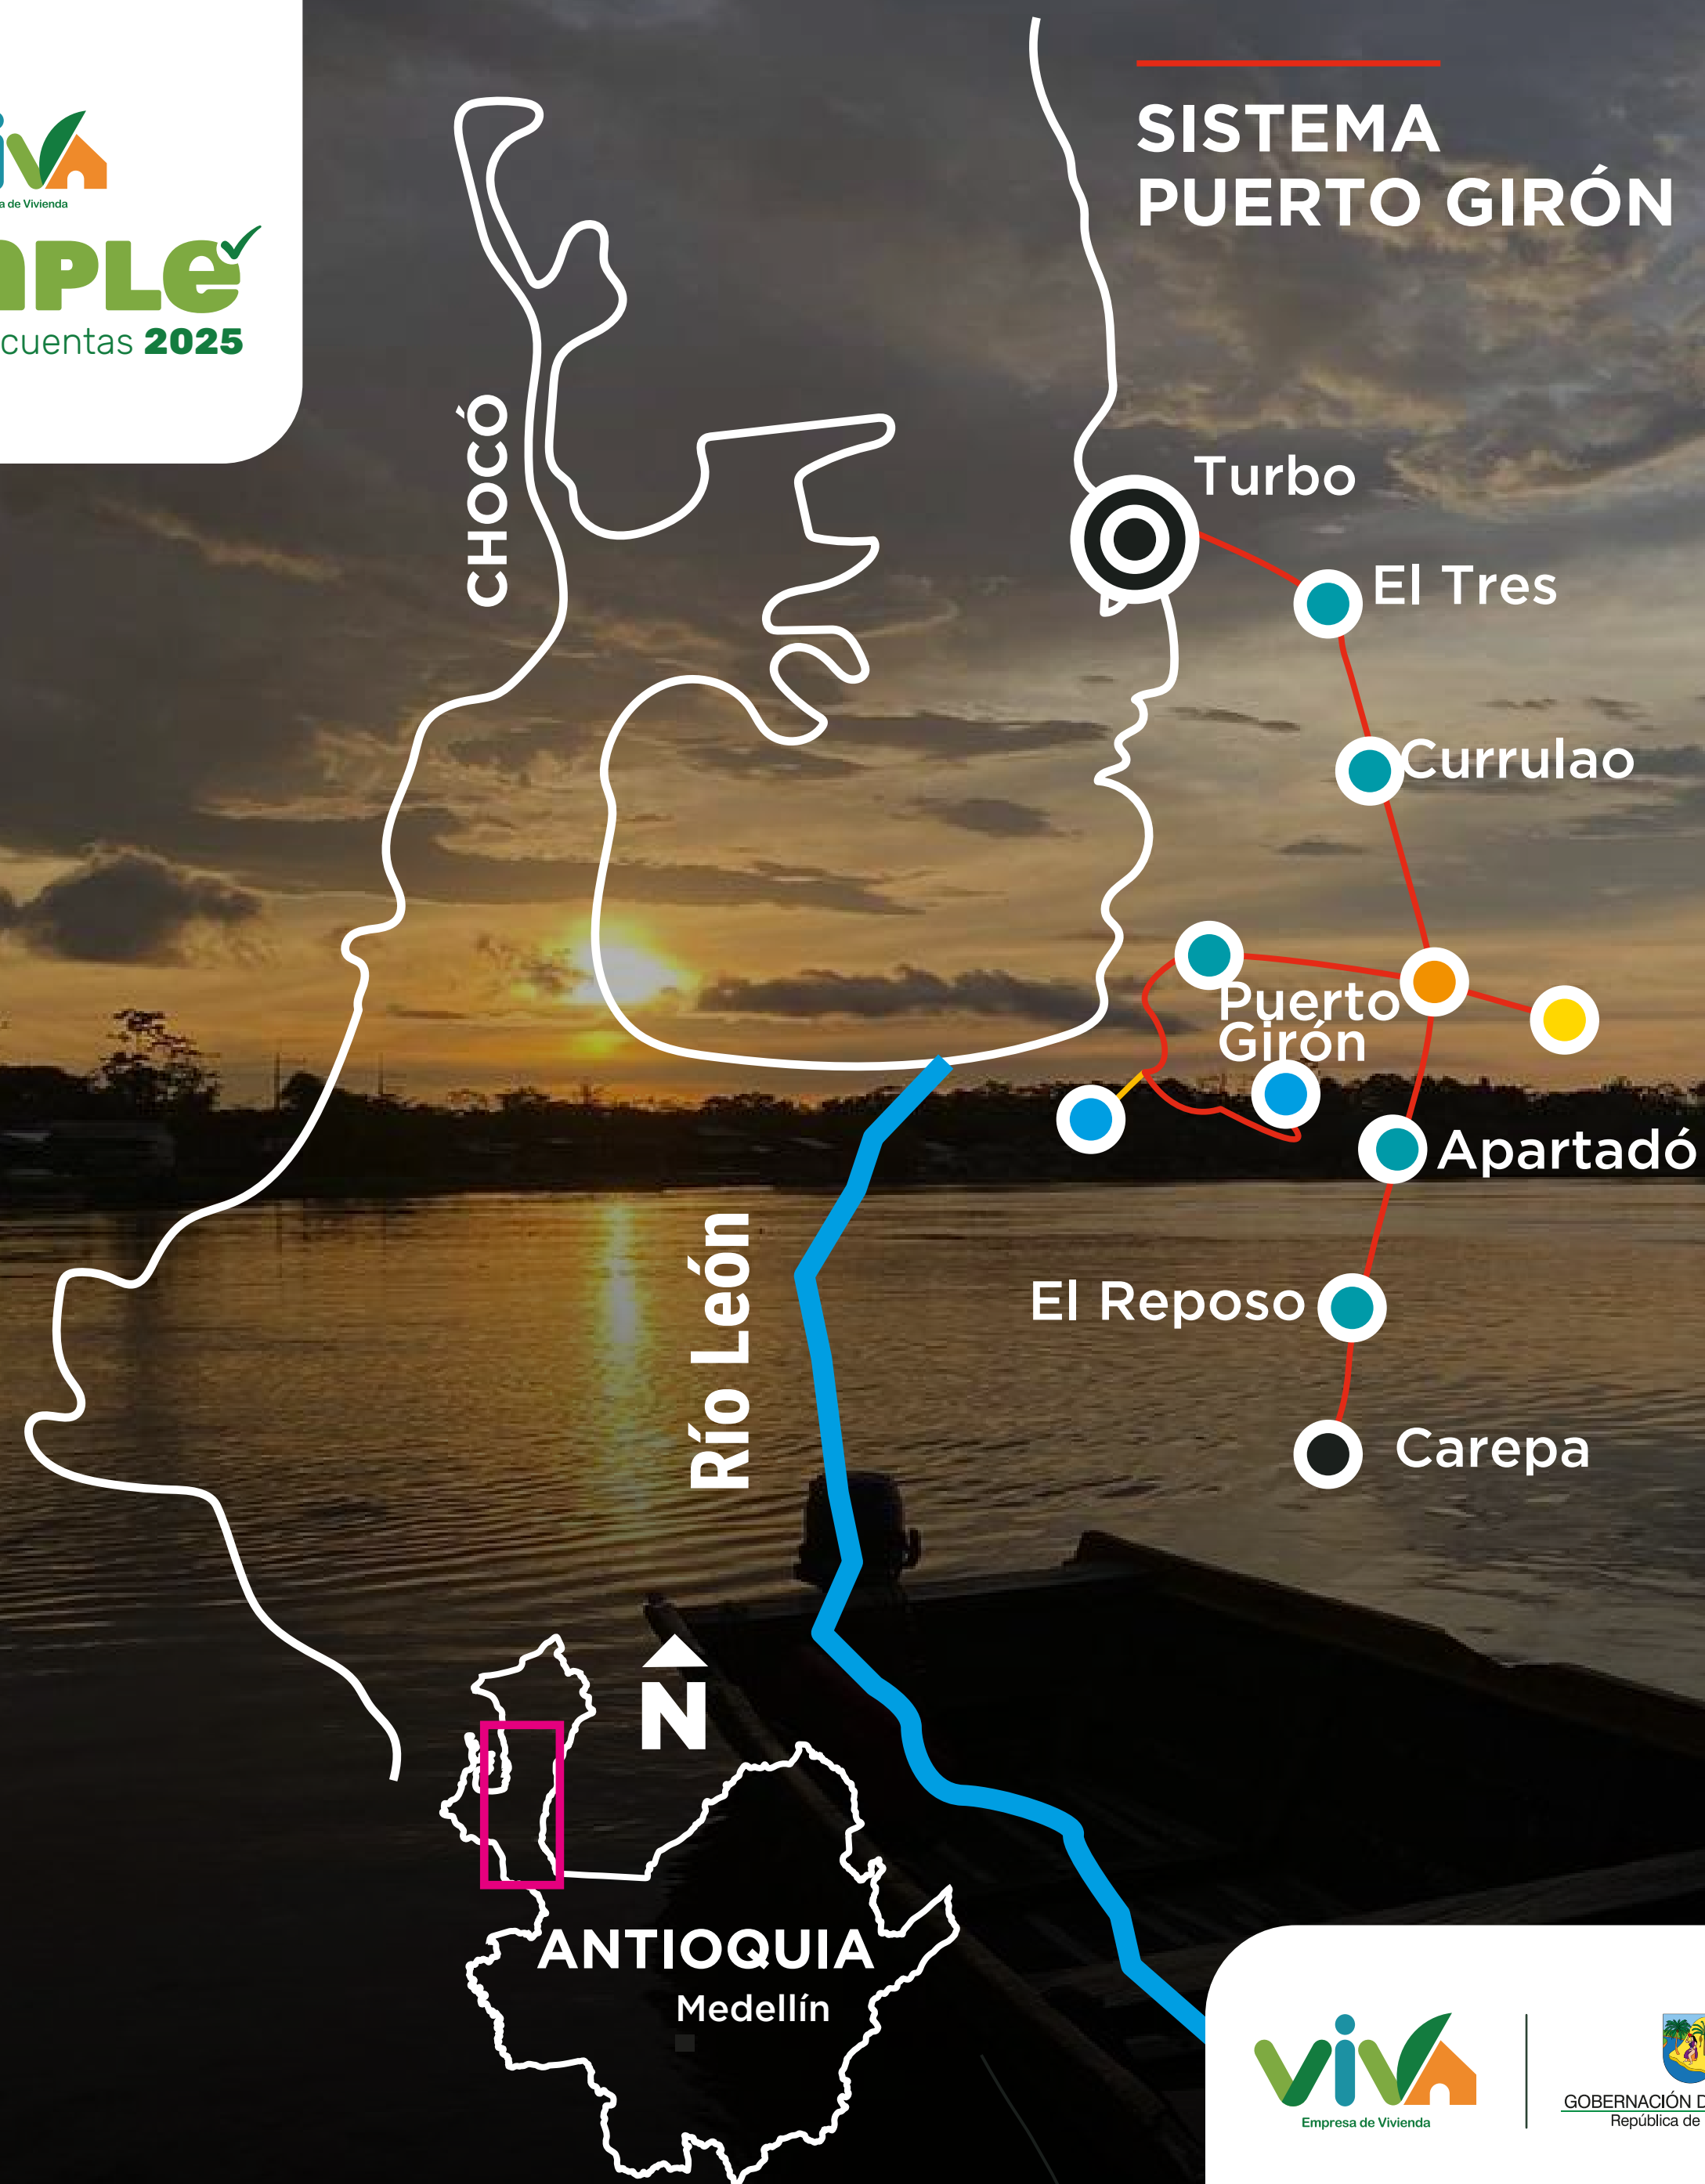 SISTEMA
PUERTO GIRÓN
a de Vivienda
cuentas 2025
CHOCÓ
Turbo
El Tres
Currulao
Puerto
Girón
Apartadó
Río León
El Reposo
Carepa
N
ANTIOQUIA
Medellín
viva
Empresa de Vivienda
GOBERNACIÓN D
República de